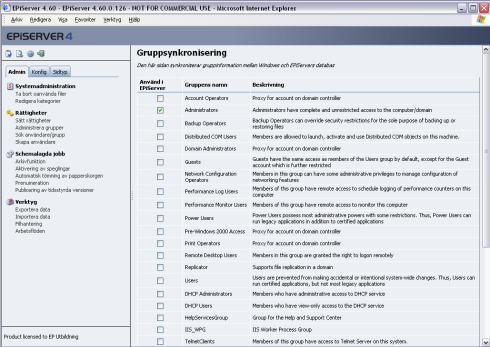 EPiServer 4.60 - EPiServer 4.6.0.126 - NOT FOR COMMERCIAL USE - Microsoft Internet Explorer
Arkiv Redigera Visa Favoriter Verktyg Hjälp
EPiSERVER 4
Admin Konfig Sidtyp
Systemadministration
Ta bort oanvända filer
Redigera kategorier
Rättigheter
Sätt rättigheter
Administrera grupper
Sök användare/grupp
Skapa användare
Schemalagda jobb
Arkivfunktion
Aktivering av speglingar
Automatisk tömning av papperskorgen
Prenumeration
Publicering av tidsstyrda versioner
Verktyg
Exportera data
Importera data
Filhantering
Arbetsflöden
Product licensed to EP Utbildning
Gruppsynkronisering
Den här sidan synkroniserar gruppinformation mellan Windows och EPiServers databas
Använd i EPiServer Gruppens namn Beskrivning
Account Operators Proxy for account on domain controller
Administrators Administrators have complete and unrestricted access to the computer/domain
Backup Operators Backup Operators can override security restrictions for the sole purpose of backing up or
restoring files
Distributed COM Users Members are allowed to launch, activate and use Distributed COM objects on this machine.
Domain Administrators Proxy for account on domain controller
Guests Guests have the same access as members of the Users group by default, except for the Guest
account which is further restricted
Network Configuration Operators Members in this group can have some administrative privileges to manage configuration of
networking features
Performance Log Users Members of this group have remote access to schedule logging of performance counters on this
computer
Performance Monitor Users Members of this group have remote access to monitor this computer
Power Users Power Users possess most administrative powers with some restrictions. Thus, Power Users can
run legacy applications in addition to certified applications
Pre-Windows 2000 Access Proxy for account on domain controller
Print Operators Proxy for account on domain controller
Remote Desktop Users Members in this group are granted the right to logon remotely
Replicator Supports file replication in a domain
Users Users are prevented from making accidental or intentional system-wide changes. Thus, Users can
run certified applications, but not most legacy applications
DHCP Administrators Members who have administrative access to DHCP service
DHCP Users Members who have view-only access to the DHCP service
HelpServicesGroup Group for the Help and Support Center
IIS_WPG IIS Worker Process Group
TelnetClients Members of this group have access to Telnet Server on this system.